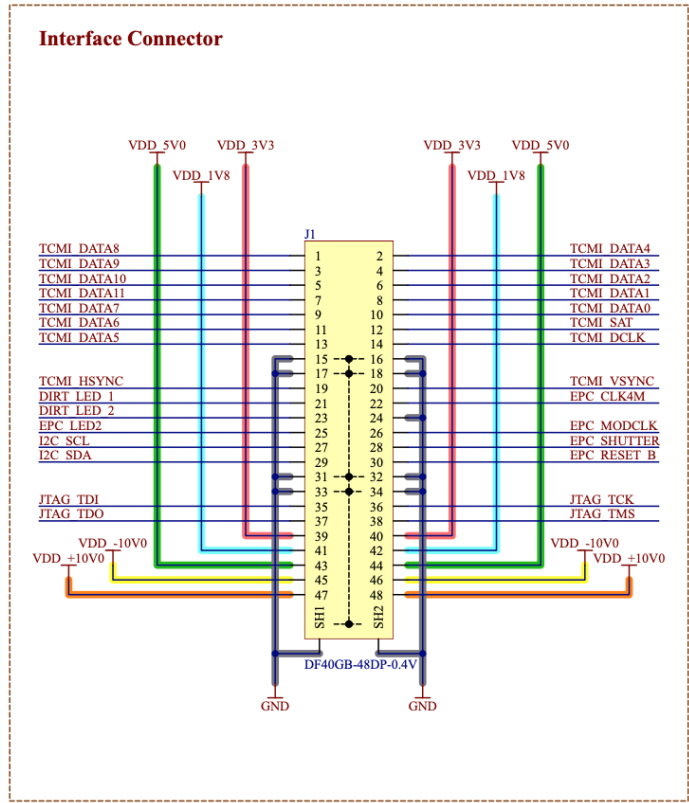 Interface Connector
VDD_5V0 VDD_3V3 VDD_3V3 VDD_5V0
VDD_1V8 VDD_1V8
J1
TCMI_DATA8 1 2 TCMI_DATA4
TCMI_DATA9 3 4 TCMI_DATA3
TCMI_DATA10 5 6 TCMI_DATA2
TCMI_DATA11 7 8 TCMI_DATA1
TCMI_DATA7 9 10 TCMI_DATA0
TCMI_DATA6 11 12 TCMI_SAT
TCMI_DATA5 13 14 TCMI_DCLK
15 16
17 18
TCMI_HSYNC 19 20 TCMI_VSYNC
DIRT_LED_1 21 22 EPC_CLK4M
DIRT_LED_2 23 24
EPC_LED2 25 26 EPC_MODCLK
I2C_SCL 27 28 EPC_SHUTTER
I2C_SDA 29 30 EPC_RESET_B
31 32
33 34
JTAG_TDI 35 36 JTAG_TCK
JTAG_TDO 37 38 JTAG_TMS
39 40
VDD_-10V0 41 42 VDD_-10V0
VDD_+10V0 43 44 VDD_+10V0
45 46
47 48
SH1 SH2
DF40GB-48DP-0.4V
GND GND